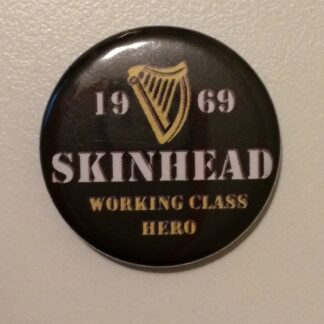 19 69
SKINHEAD
WORKING CLASS
HERO